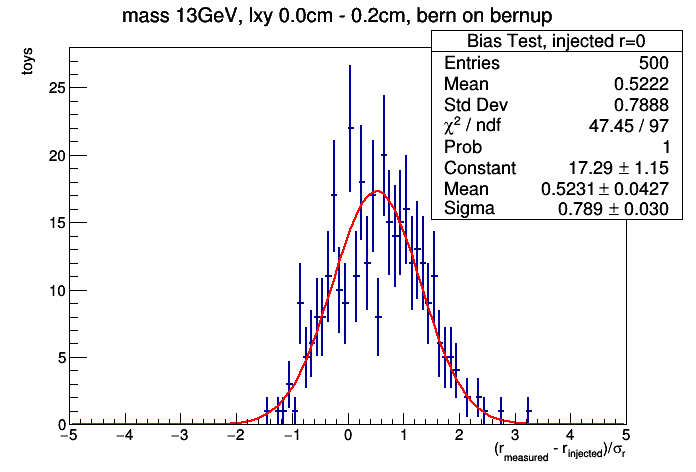 mass 13GeV, lxy 0.0cm - 0.2cm, bern on bernup
Bias Test, injected r=0
Entries 500
Mean 0.5222
Std Dev 0.7888
χ² / ndf 47.45 / 97
Prob 1
Constant 17.29 ± 1.15
Mean 0.5231 ± 0.0427
Sigma 0.789 ± 0.030
toys
25
20
15
10
5
0
−5 −4 −3 −2 −1 0 1 2 3 4 5
(r_measured - r_injected)/σ_r